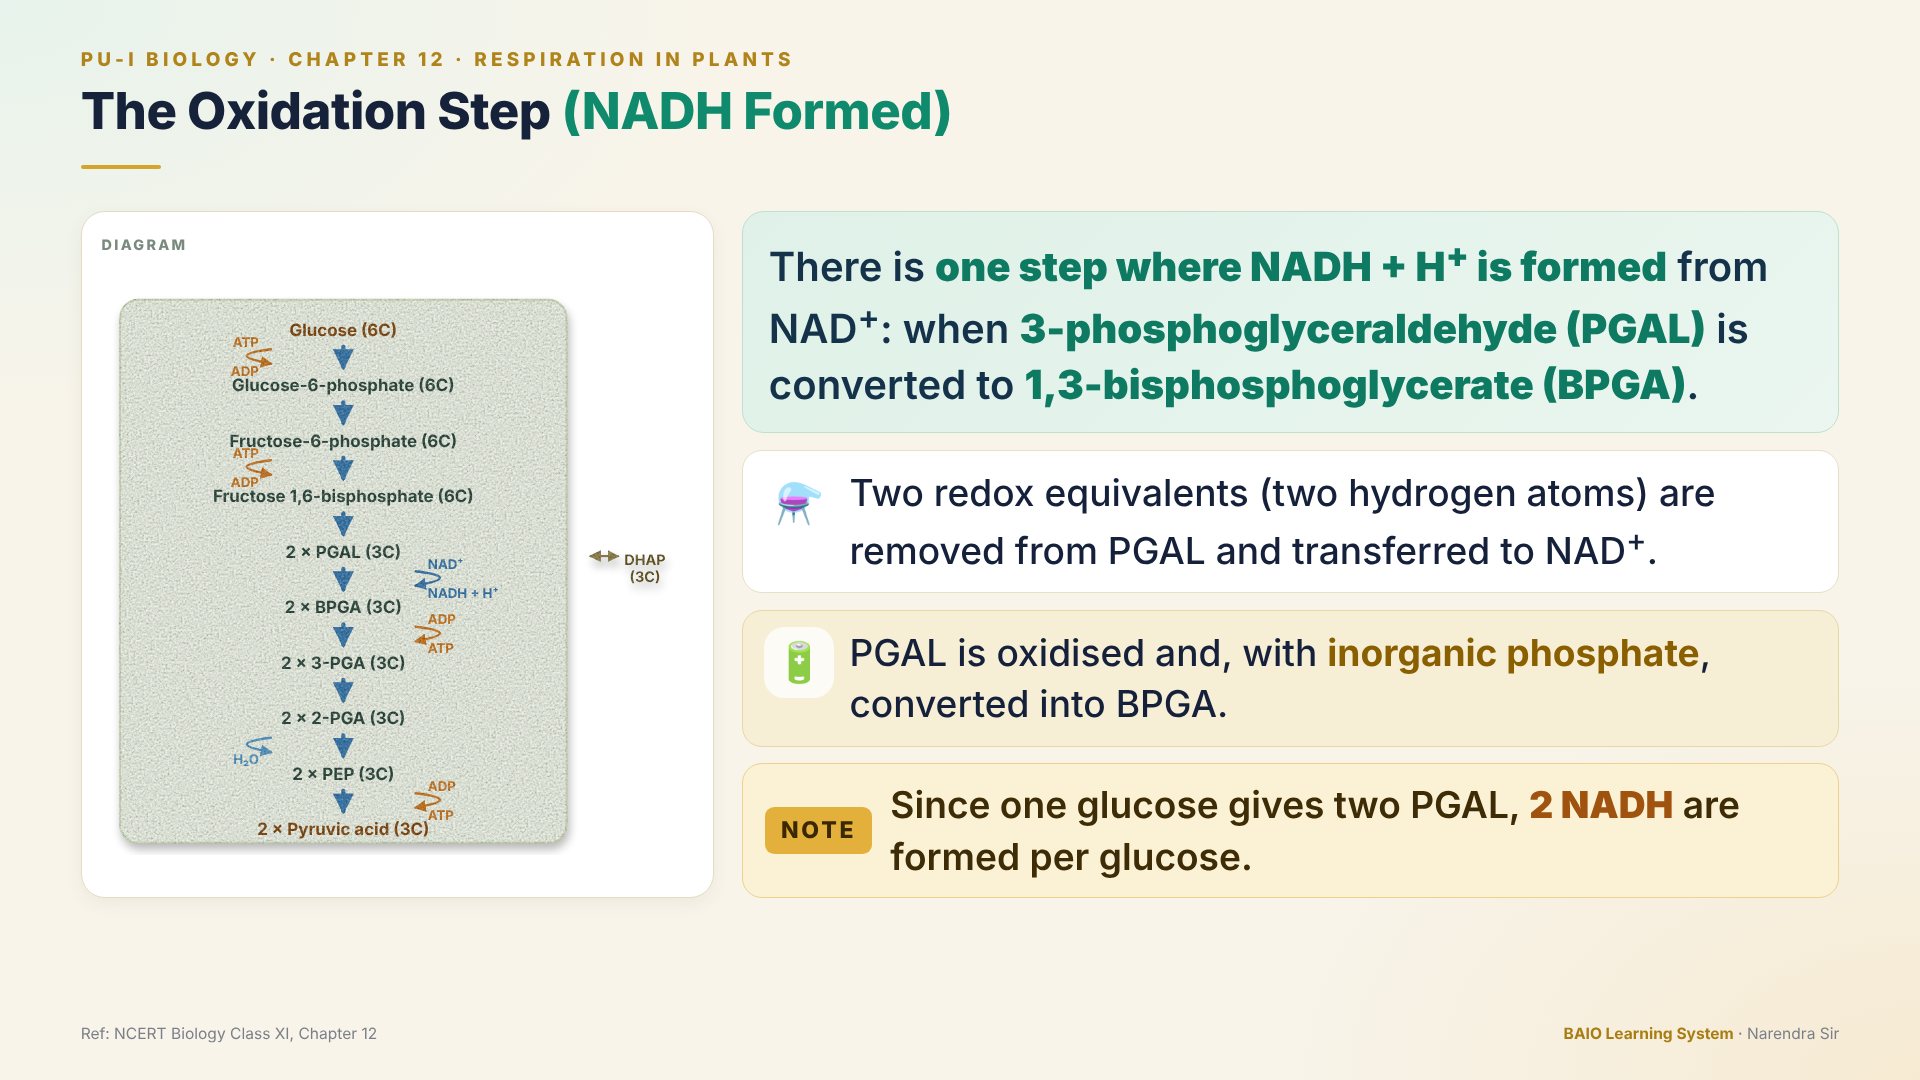 PU-I BIOLOGY · CHAPTER 12 · RESPIRATION IN PLANTS
The Oxidation Step (NADH Formed)
DIAGRAM
Glucose (6C)
ATP
ADP
Glucose-6-phosphate (6C)
Fructose-6-phosphate (6C)
ATP
ADP
Fructose 1,6-bisphosphate (6C)
2 × PGAL (3C)
DHAP
(3C)
NAD⁺
NADH + H⁺
2 × BPGA (3C)
ADP
ATP
2 × 3-PGA (3C)
2 × 2-PGA (3C)
H₂O
2 × PEP (3C)
ADP
ATP
2 × Pyruvic acid (3C)
There is one step where NADH + H⁺ is formed from
NAD⁺: when 3-phosphoglyceraldehyde (PGAL) is
converted to 1,3-bisphosphoglycerate (BPGA).
Two redox equivalents (two hydrogen atoms) are
removed from PGAL and transferred to NAD⁺.
PGAL is oxidised and, with inorganic phosphate,
converted into BPGA.
NOTE
Since one glucose gives two PGAL, 2 NADH are
formed per glucose.
Ref: NCERT Biology Class XI, Chapter 12
BAIO Learning System · Narendra Sir